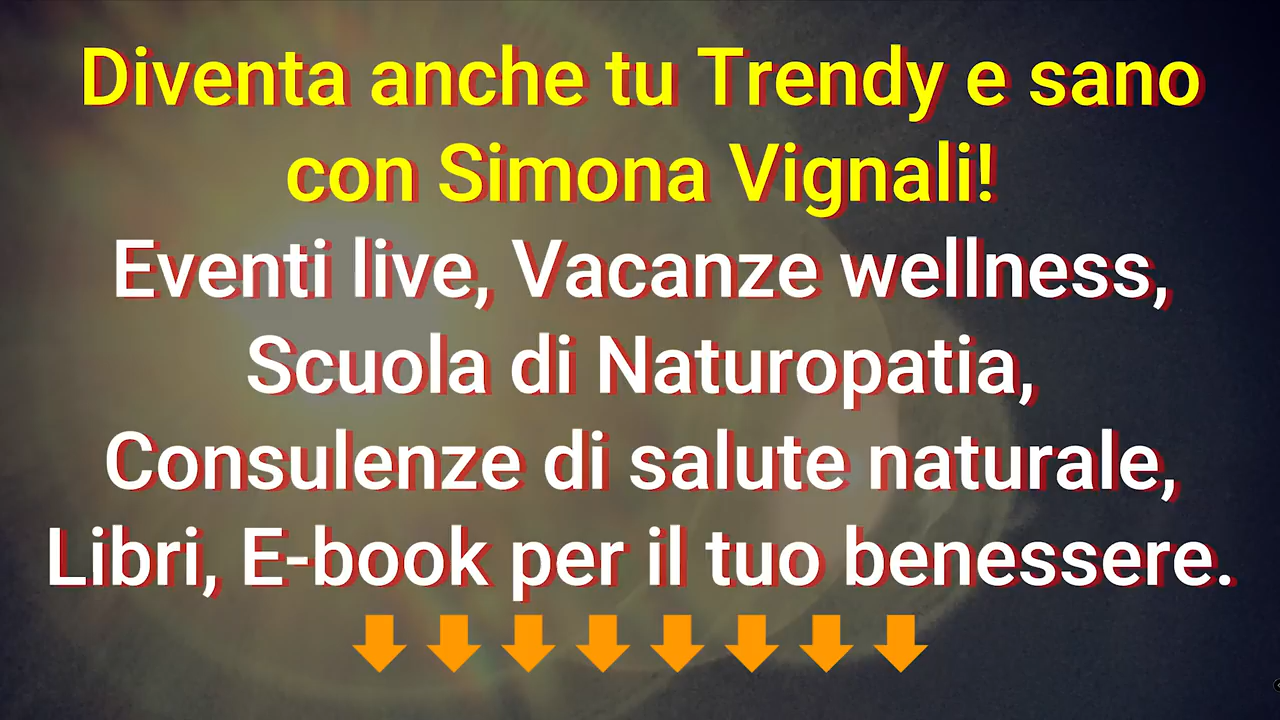 Diventa anche tu Trendy e sano
con Simona Vignali!
Eventi live, Vacanze wellness,
Scuola di Naturopatia,
Consulenze di salute naturale,
Libri, E-book per il tuo benessere.